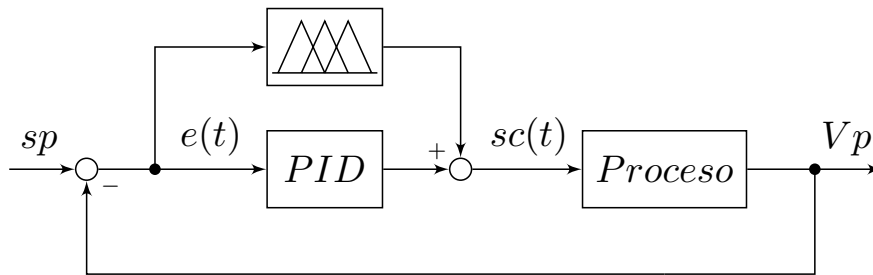 sp
−
e(t)
PID
+
sc(t)
Proceso
Vp